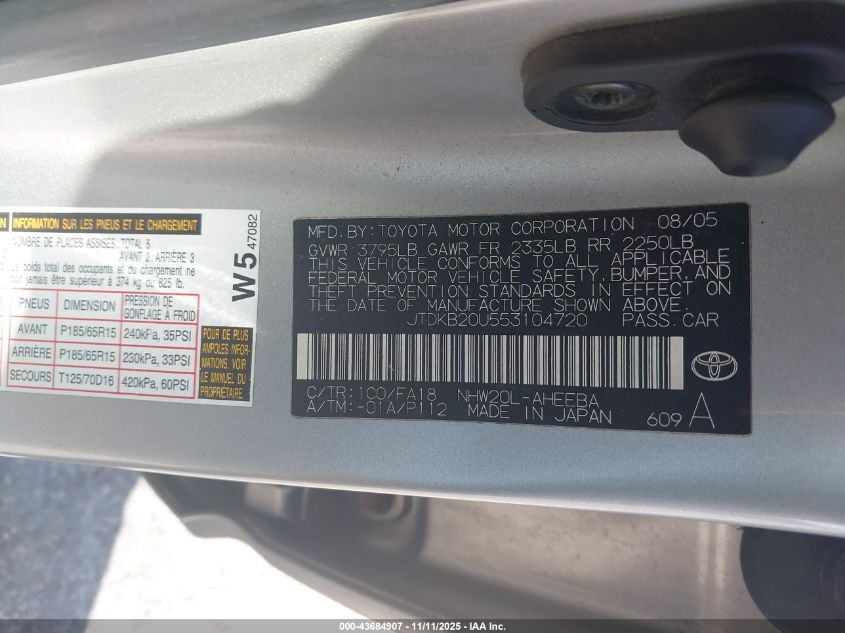 ON INFORMATION SUR LES PNEUS ET LE CHARGEMENT
NOMBRE DE PLACES ASSISES: TOTAL 5
AVANT 2 ARRIÈRE 3
Le poids total des occupants et du chargement ne
doit jamais être supérieur à 374 kg ou 825 lb.
PNEUS DIMENSION PRESSION DE GONFLAGE À FROID
AVANT P185/65R15 240kPa, 35PSI
ARRIÈRE P185/65R15 230kPa, 33PSI
SECOURS T125/70D16 420kPa, 60PSI
POUR DE PLUS
AMPLES INFOR-
MATIONS,
VOIR
LE MANUEL DU
PROPRIÉTAIRE
W5 47082
MFD. BY: TOYOTA MOTOR CORPORATION 08/05
GVWR 3795LB GAWR FR 2335LB RR 2250LB
THIS VEHICLE CONFORMS TO ALL APPLICABLE
FEDERAL MOTOR VEHICLE SAFETY, BUMPER, AND
THEFT PREVENTION STANDARDS IN EFFECT ON
THE DATE OF MANUFACTURE SHOWN ABOVE.
JTDKB20U553104720 PASS. CAR
C/TR: 1C0/FA18 NHW20L-AHEEBA
A/TM: -01A/P112 MADE IN JAPAN 609 A
000-43684907 - 11/11/2025 - IAA Inc.